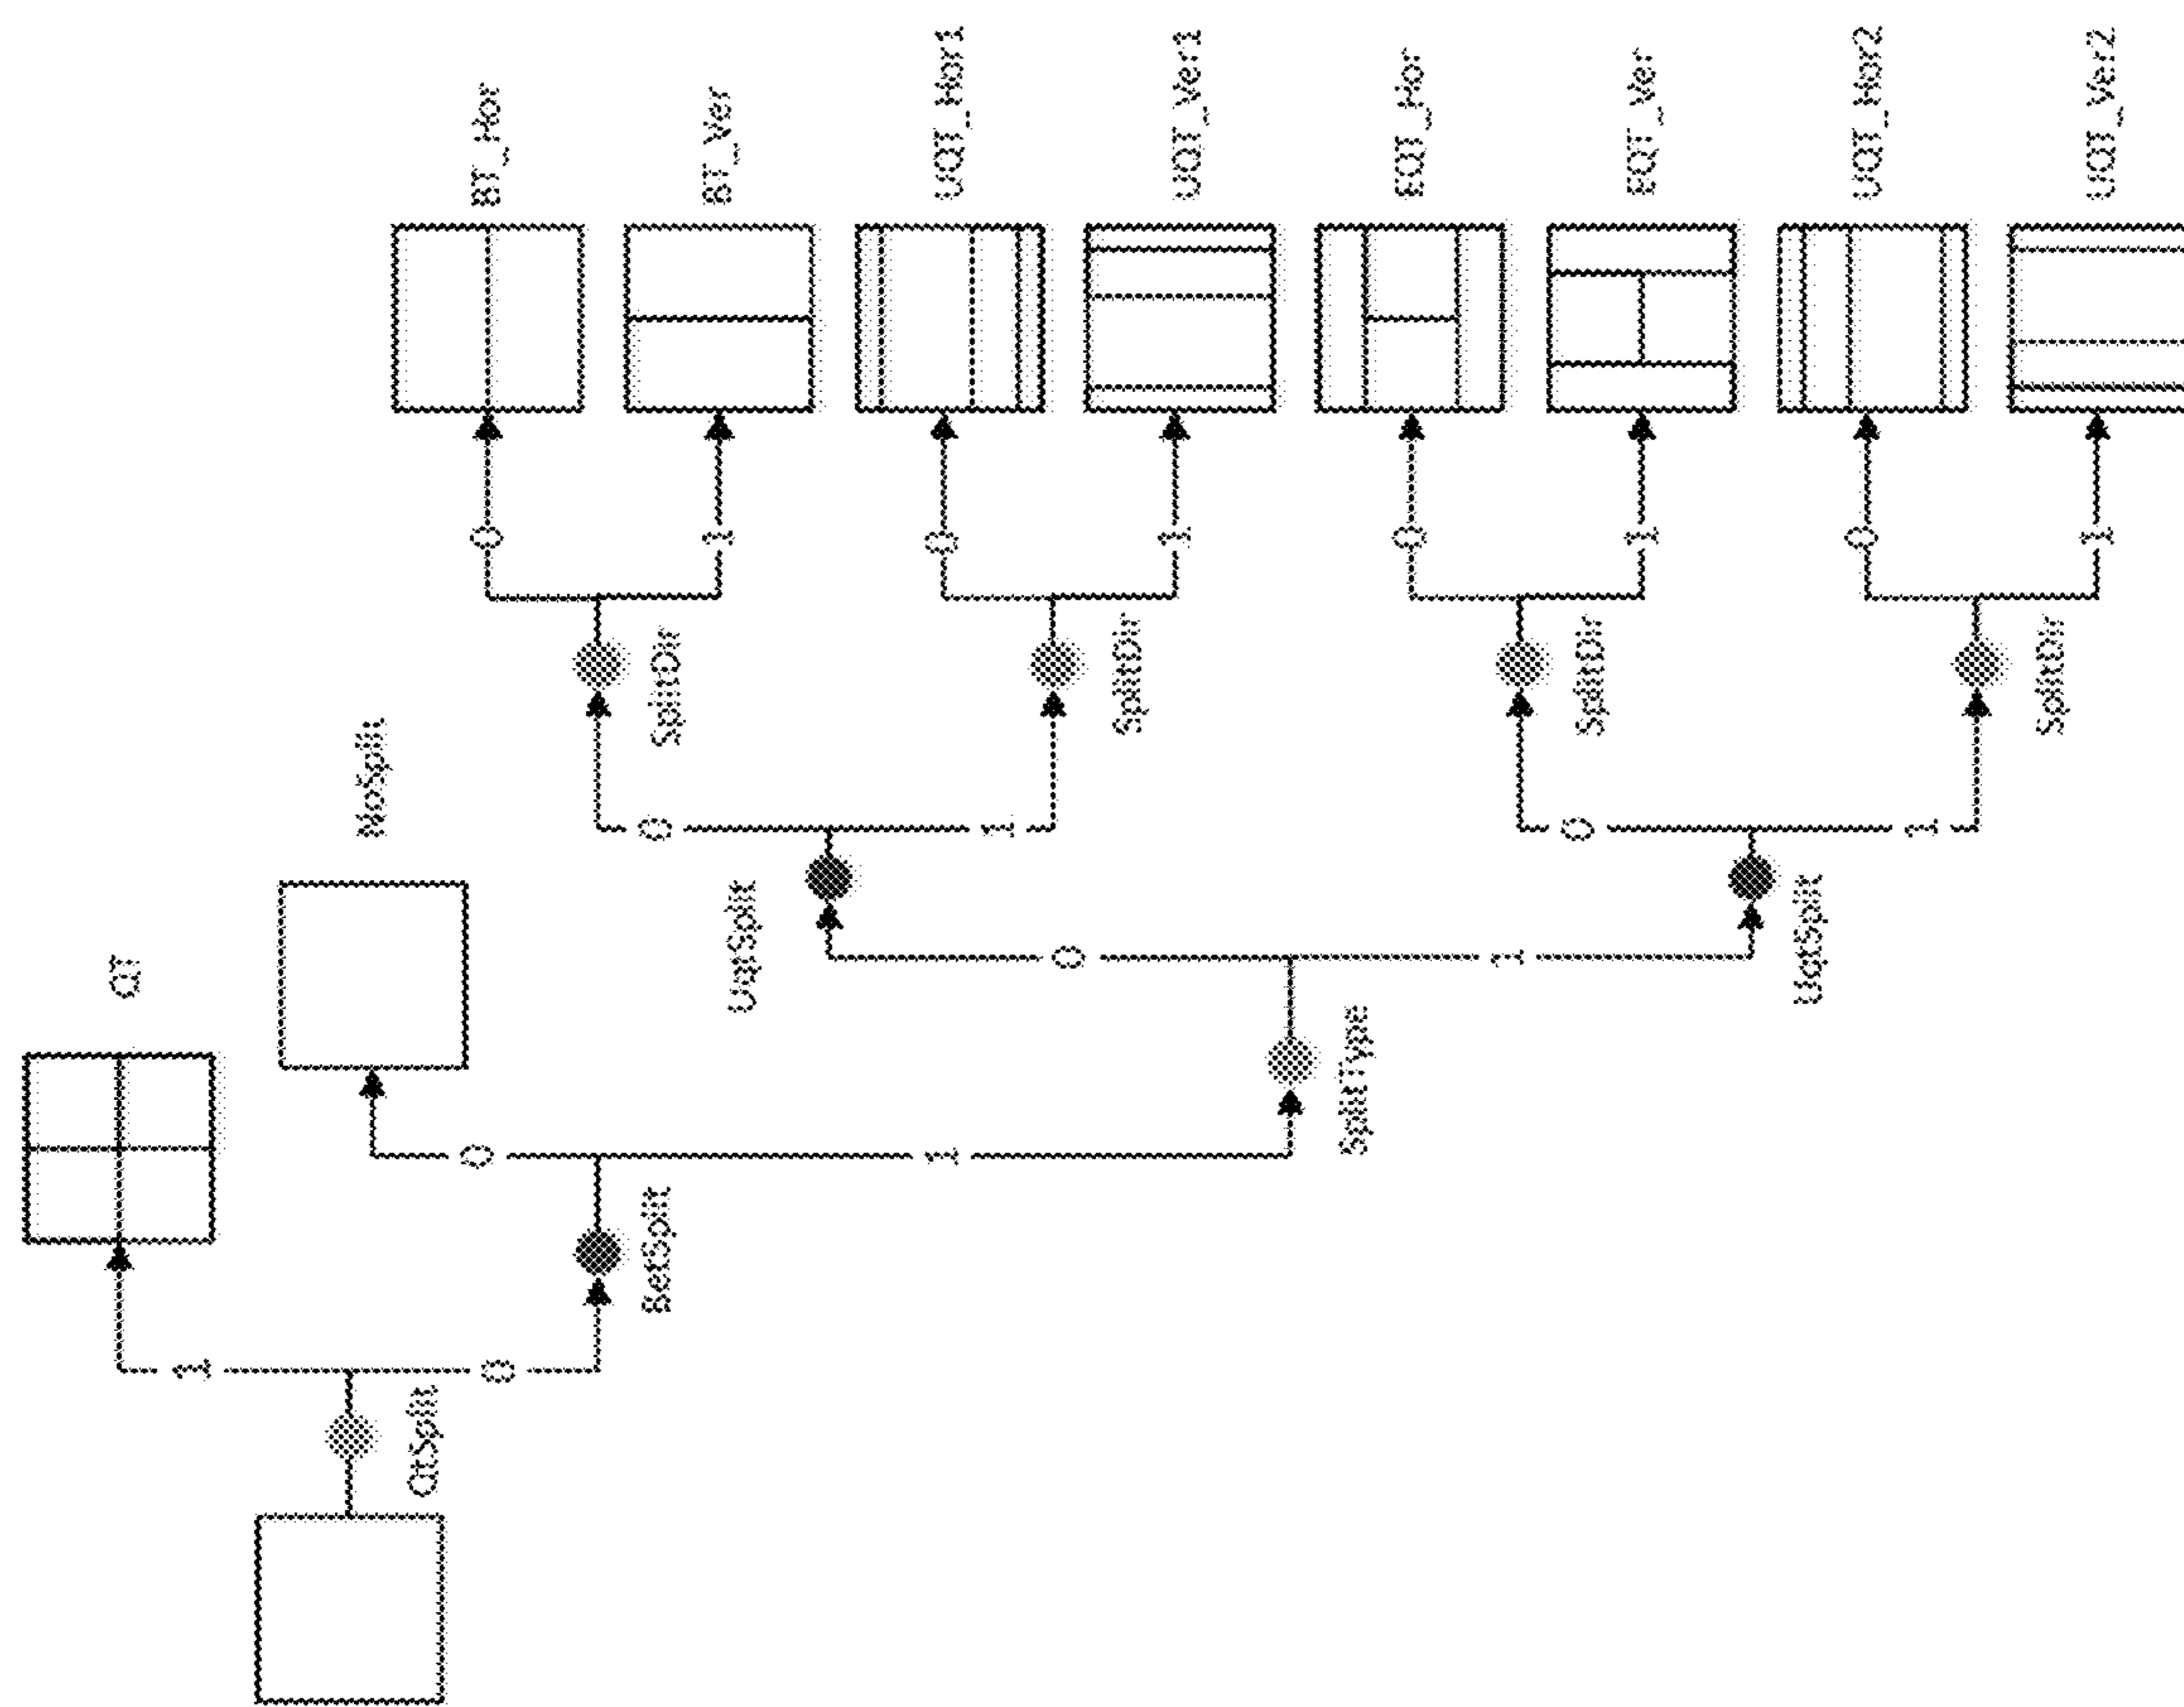 QT
1
QTSplit
0
NoSplit
0
BetSplit
1
SplitType
0
UqtSplit
0
SplitDir
0
BT_Hor
1
BT_Ver
1
SplitDir
0
UQT_Hor1
1
UQT_Ver1
1
UqtSplit
0
SplitDir
0
EQT_Hor
1
EQT_Ver
1
SplitDir
0
UQT_Hor2
1
UQT_Ver2